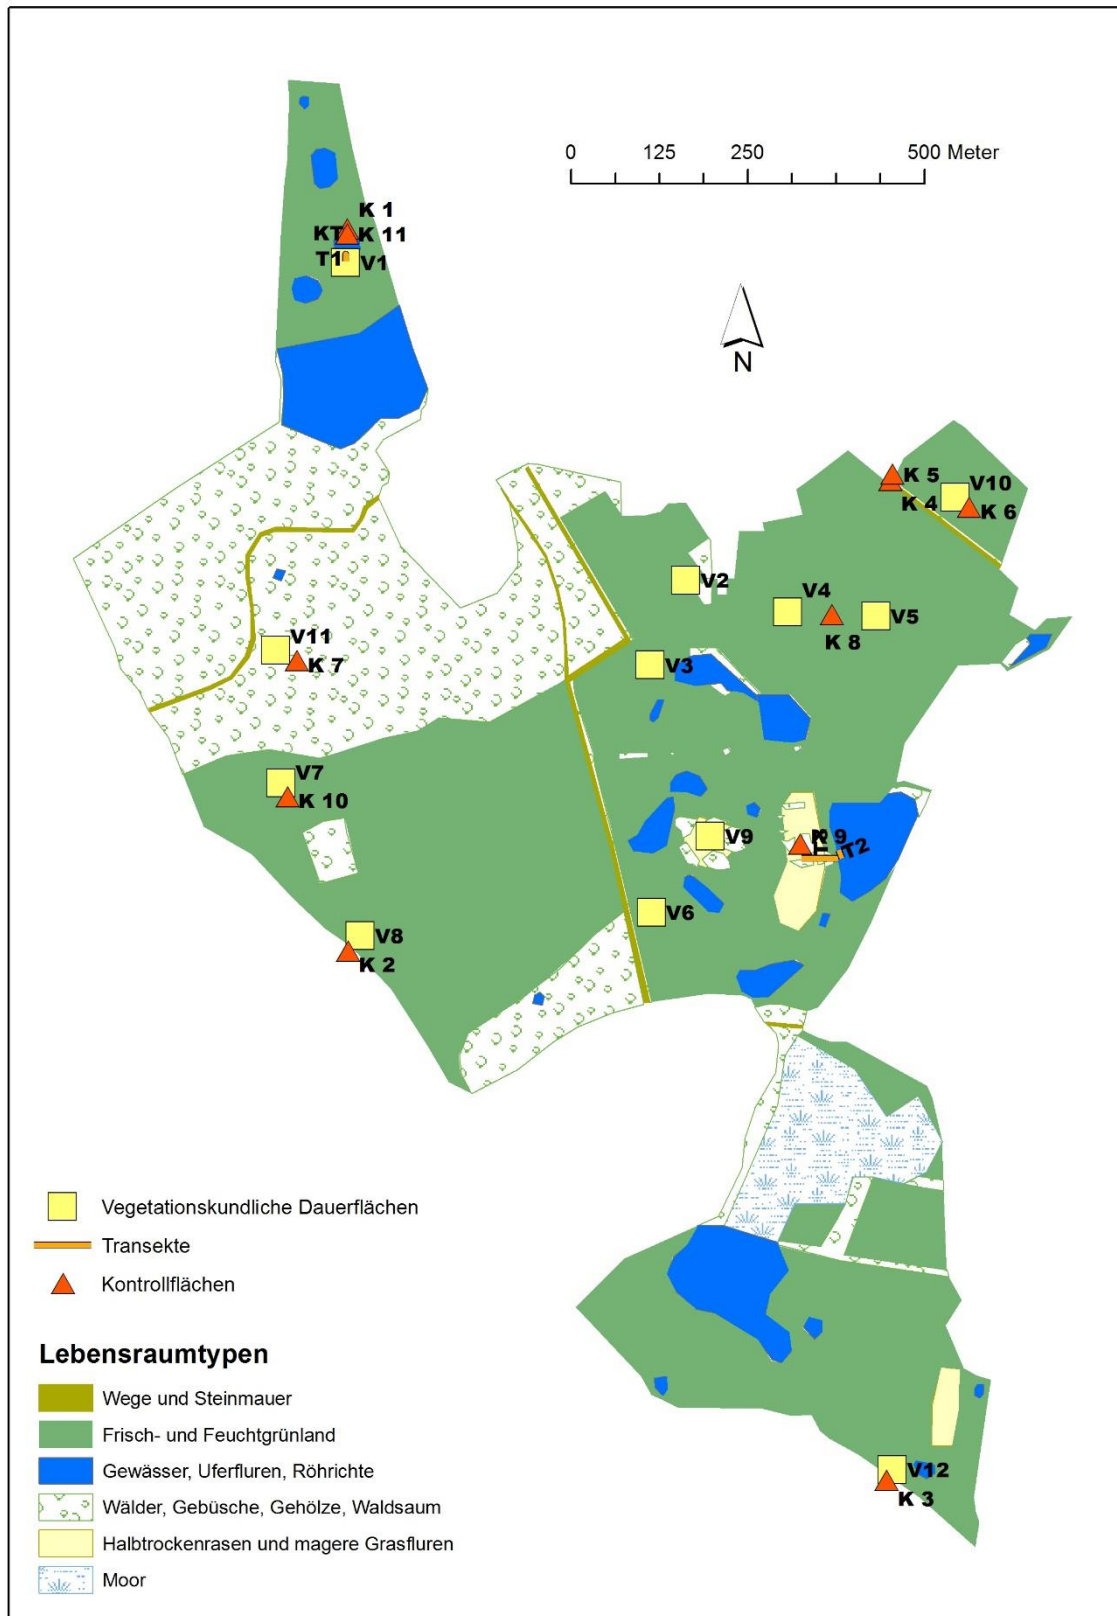 0 125 250 500 Meter
K 1
KT K 11
T1 V1
N
K 5
V10
K 4 K 6
V2
V4
V5
K 8
V11
K 7
V3
V7
K 10
V9
K 9
T2
V6
V8
K 2
Vegetationskundliche Dauerflächen
Transekte
Kontrollflächen
Lebensraumtypen
Wege und Steinmauer
Frisch- und Feuchtgrünland
Gewässer, Uferfluren, Röhrichte
Wälder, Gebüsche, Gehölze, Waldsaum
Halbtrockenrasen und magere Grasfluren
Moor
V12
K 3